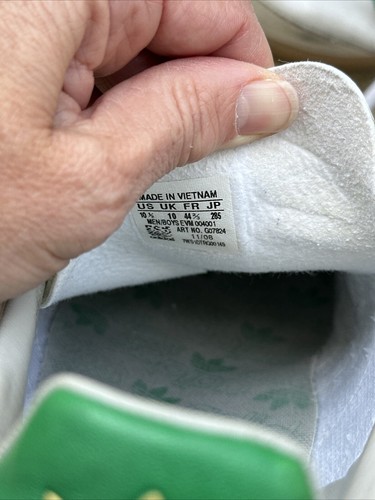 MADE IN VIETNAM
US UK FR JP
10 ½ 10 44 ⅔ 285
MEN/BOYS EVM 004001
ART NO. G07824
11/06